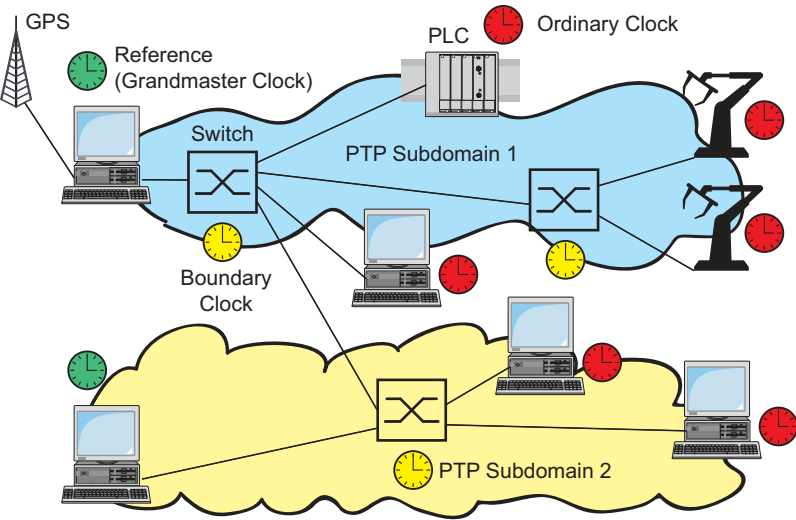 GPS
Reference
(Grandmaster Clock)
PLC
Ordinary Clock
Switch
PTP Subdomain 1
Boundary
Clock
PTP Subdomain 2